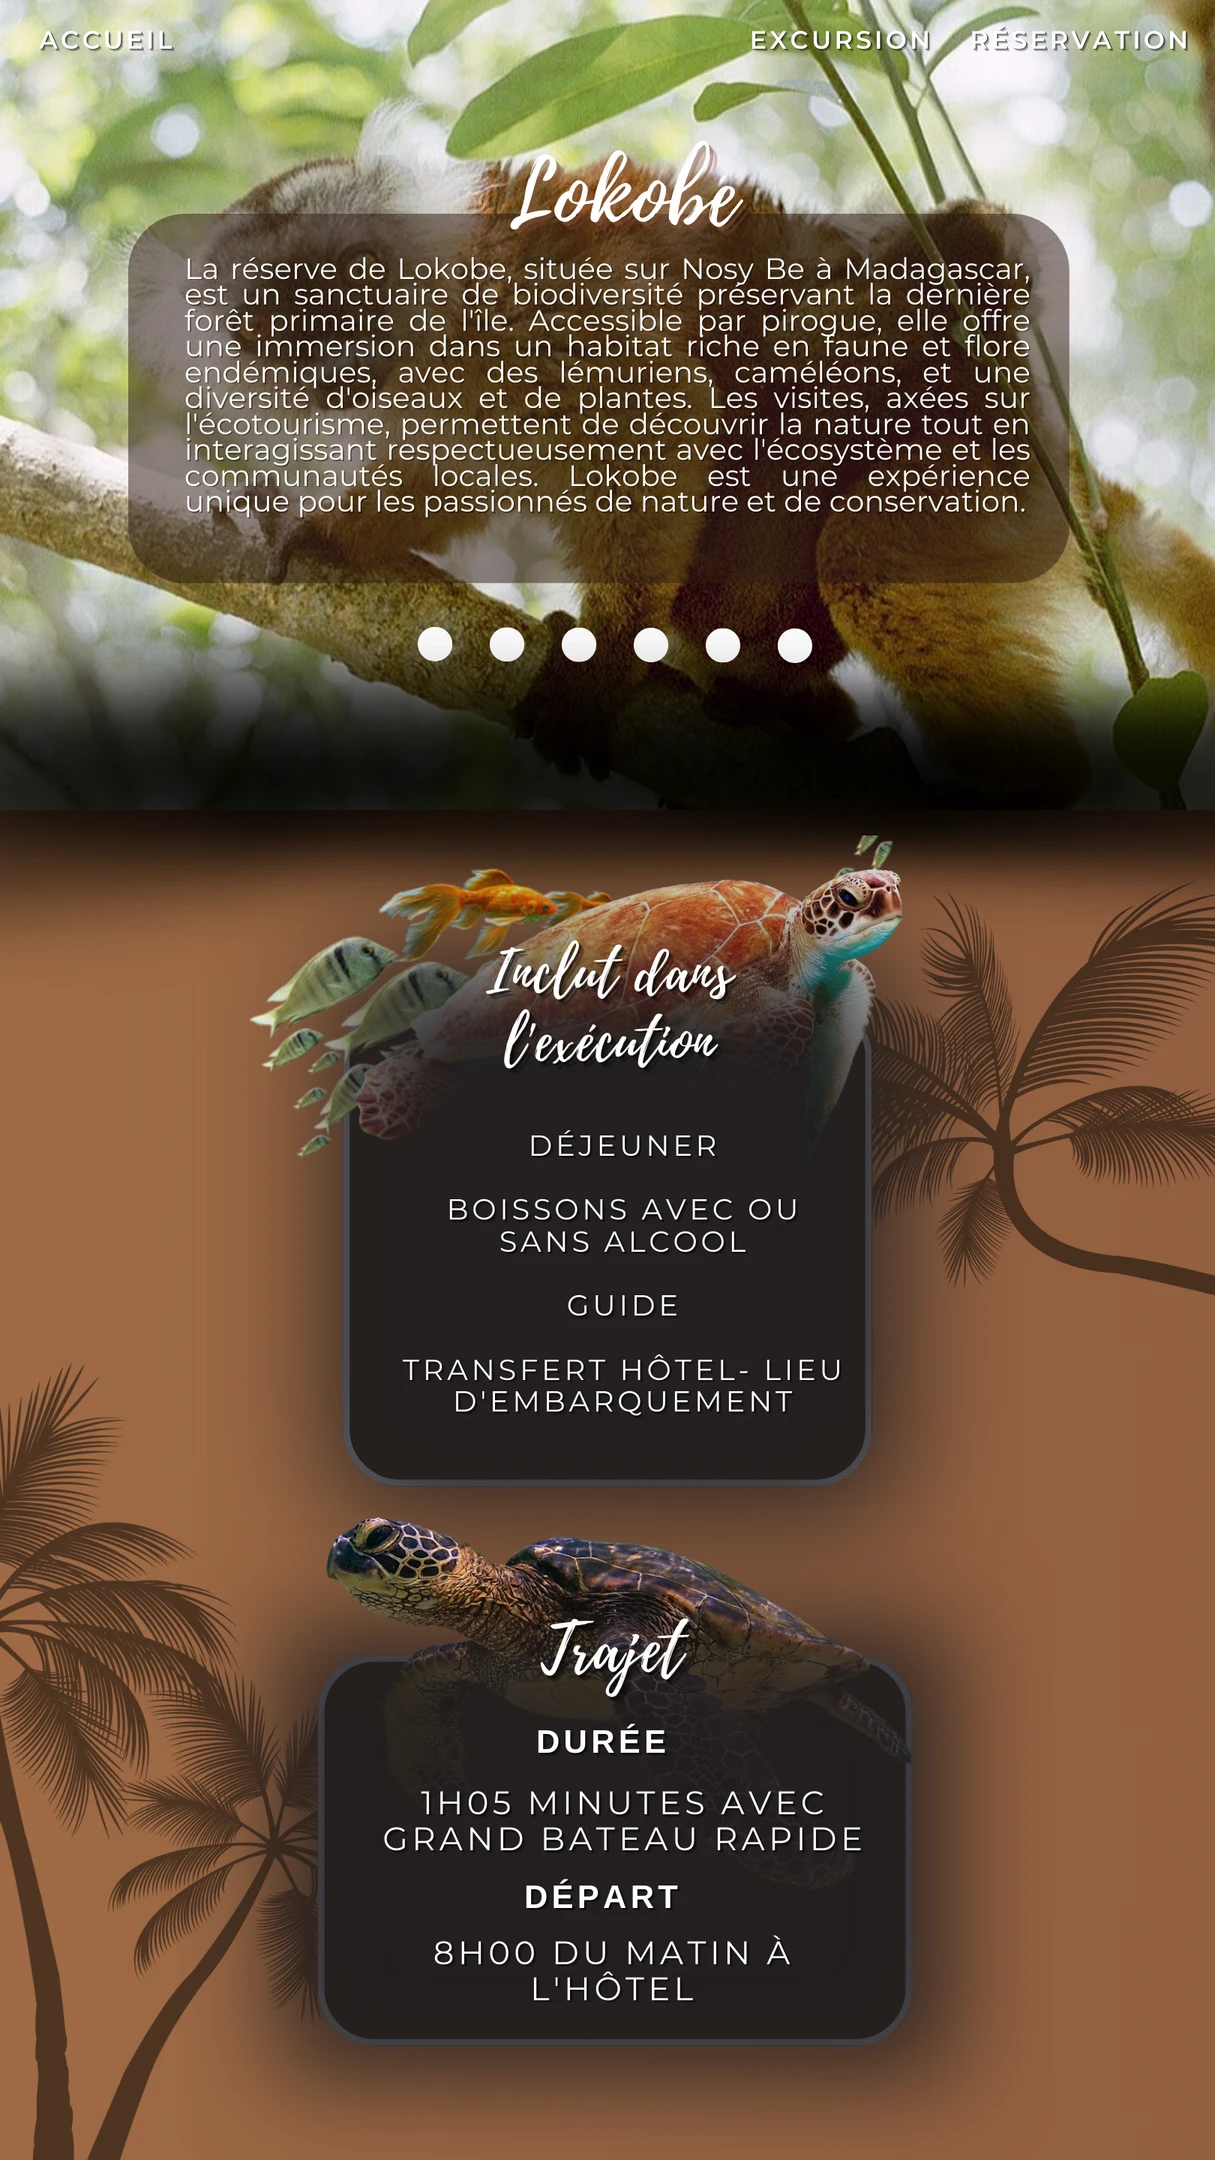 ACCUEIL
EXCURSION
RÉSERVATION
Lokobe
La réserve de Lokobe, située sur Nosy Be à Madagascar,
est un sanctuaire de biodiversité préservant la dernière
forêt primaire de l'île. Accessible par pirogue, elle offre
une immersion dans un habitat riche en faune et flore
endémiques, avec des lémuriens, caméléons, et une
diversité d'oiseaux et de plantes. Les visites, axées sur
l'écotourisme, permettent de découvrir la nature tout en
interagissant respectueusement avec l'écosystème et les
communautés locales. Lokobe est une expérience
unique pour les passionnés de nature et de conservation.
Inclut dans
l'exécution
DÉJEUNER
BOISSONS AVEC OU
SANS ALCOOL
GUIDE
TRANSFERT HÔTEL- LIEU
D'EMBARQUEMENT
Trajet
DURÉE
1H05 MINUTES AVEC
GRAND BATEAU RAPIDE
DÉPART
8H00 DU MATIN À
L'HÔTEL